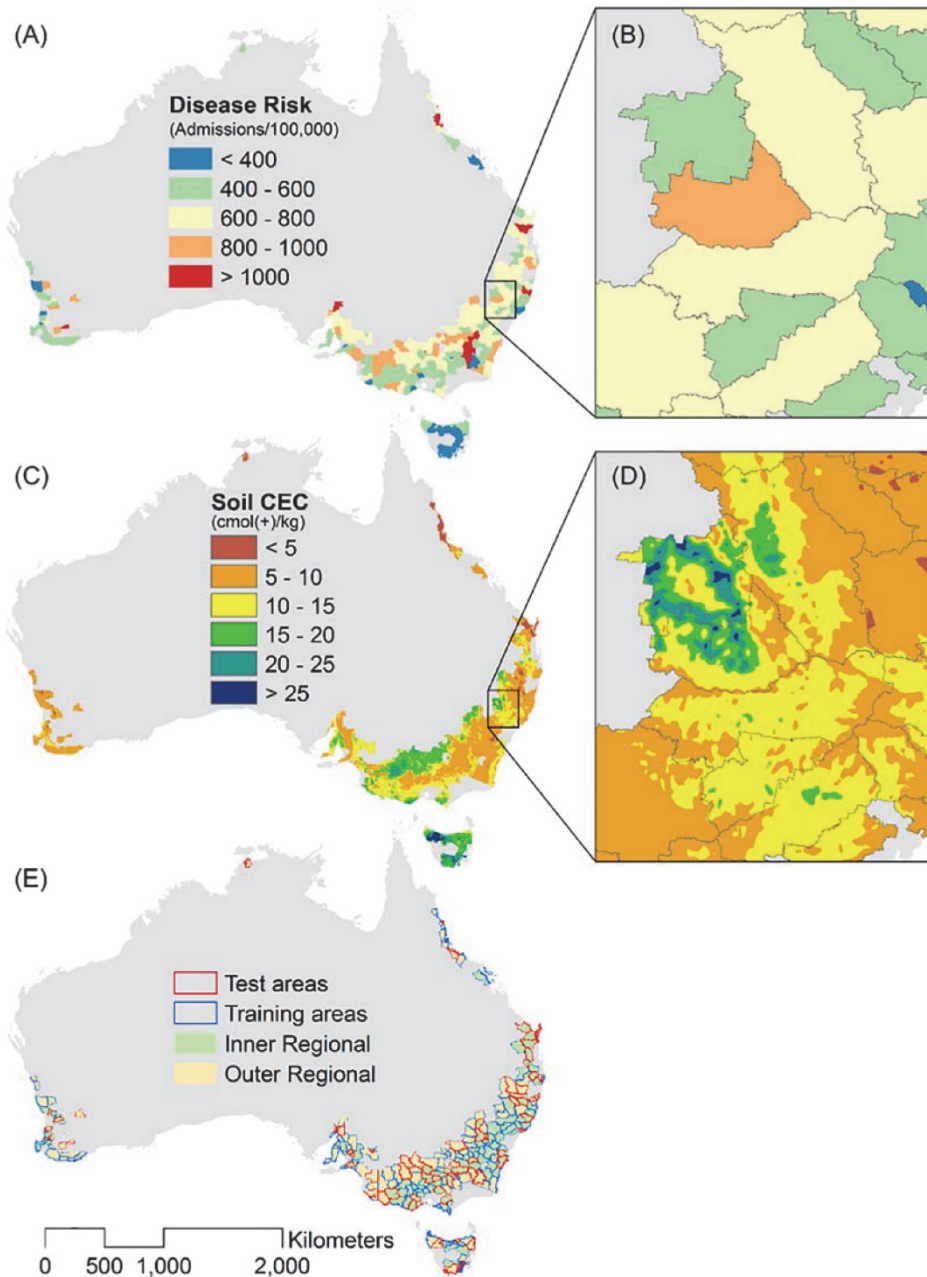 (A)
Disease Risk
(Admissions/100,000)
< 400
400 - 600
600 - 800
800 - 1000
> 1000
(B)
(C)
Soil CEC
(cmol(+)/kg)
< 5
5 - 10
10 - 15
15 - 20
20 - 25
> 25
(D)
(E)
Test areas
Training areas
Inner Regional
Outer Regional
Kilometers
0 500 1,000 2,000